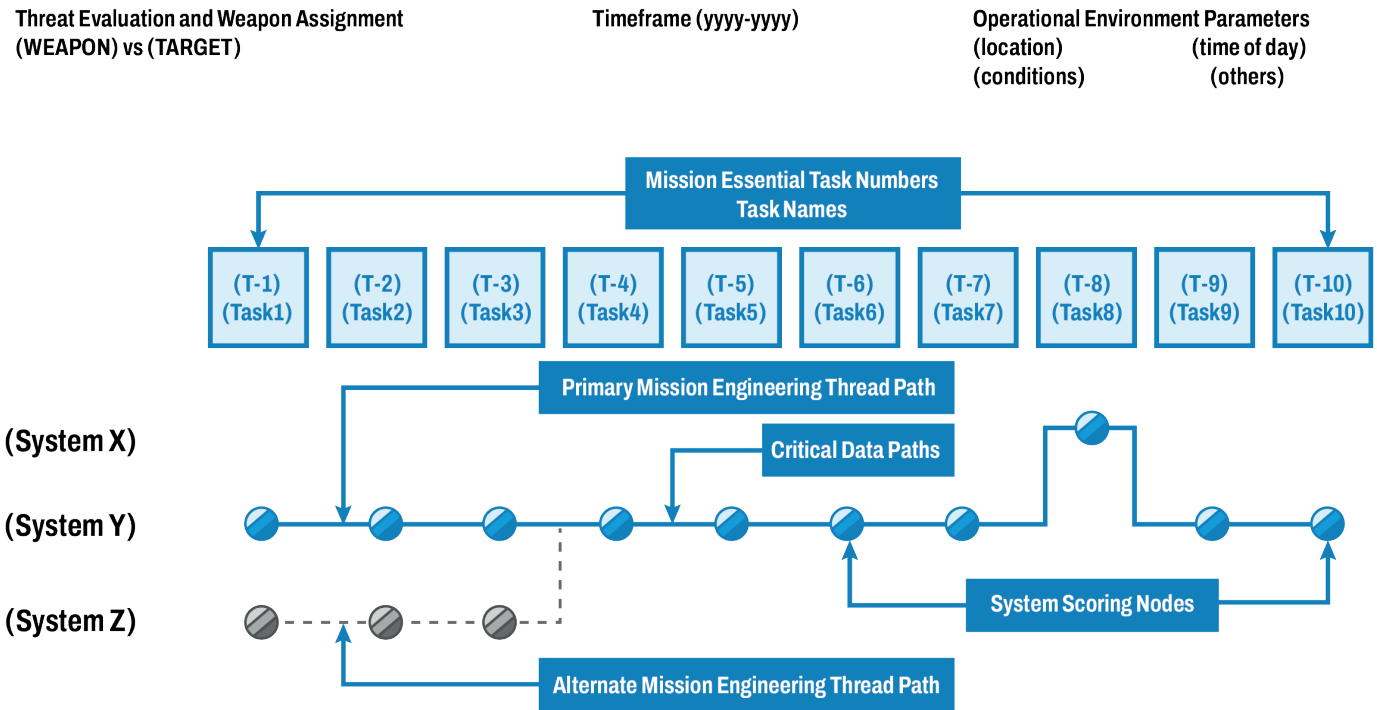 Threat Evaluation and Weapon Assignment
(WEAPON) vs (TARGET)
Timeframe (yyyy-yyyy)
Operational Environment Parameters
(location) (time of day)
(conditions) (others)
Mission Essential Task Numbers
Task Names
(T-1)
(Task1)
(T-2)
(Task2)
(T-3)
(Task3)
(T-4)
(Task4)
(T-5)
(Task5)
(T-6)
(Task6)
(T-7)
(Task7)
(T-8)
(Task8)
(T-9)
(Task9)
(T-10)
(Task10)
Primary Mission Engineering Thread Path
(System X)
Critical Data Paths
(System Y)
System Scoring Nodes
(System Z)
Alternate Mission Engineering Thread Path